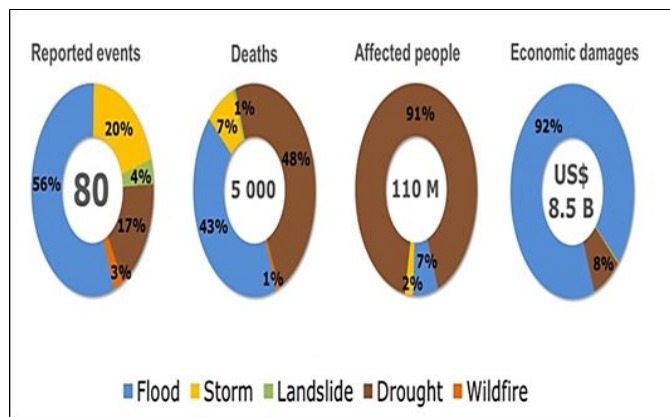 Reported events
Deaths
Affected people
Economic damages
20%
4%
17%
3%
56%
80
1%
7%
48%
43%
1%
5 000
91%
7%
2%
110 M
92%
8%
US$
8.5 B
Flood Storm Landslide Drought Wildfire